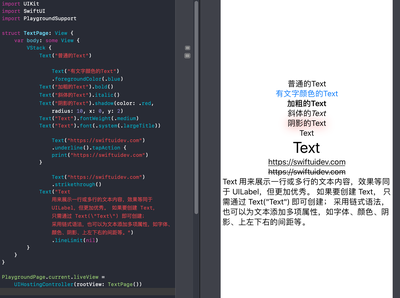 import UIKit
import SwiftUI
import PlaygroundSupport
struct TextPage: View {
var body: some View {
VStack {
Text("普通的Text")
Text("有文字颜色的Text")
.foregroundColor(.blue)
Text("加粗的Text").bold()
Text("斜体的Text").italic()
Text("阴影的Text").shadow(color: .red,
radius: 10, x: 0, y: 2)
Text("Text").fontWeight(.medium)
Text("Text").font(.system(.largeTitle))
Text("https://swiftuidev.com")
.underline().tapAction {
print("https://swiftuidev.com")
}
Text("https://swiftuidev.com")
.strikethrough()
Text("Text
用来展示一行或多行的文本内容，效果等同于
UILabel，但更加优秀。 如果要创建 Text，
只需通过 Text(\"Text\") 即可创建；
采用链式语法，也可以为文本添加多项属性，如字体、
颜色、阴影、上左下右的间距等。")
.lineLimit(nil)
}
}
}
PlaygroundPage.current.liveView =
UIHostingController(rootView: TextPage())
普通的Text
有文字颜色的Text
加粗的Text
斜体的Text
阴影的Text
Text
Text
https://swiftuidev.com
https://swiftuidev.com
Text 用来展示一行或多行的文本内容，效果等同
于 UILabel，但更加优秀。 如果要创建 Text， 只
需通过 Text("Text") 即可创建； 采用链式语法，
也可以为文本添加多项属性，如字体、颜色、阴
影、上左下右的间距等。